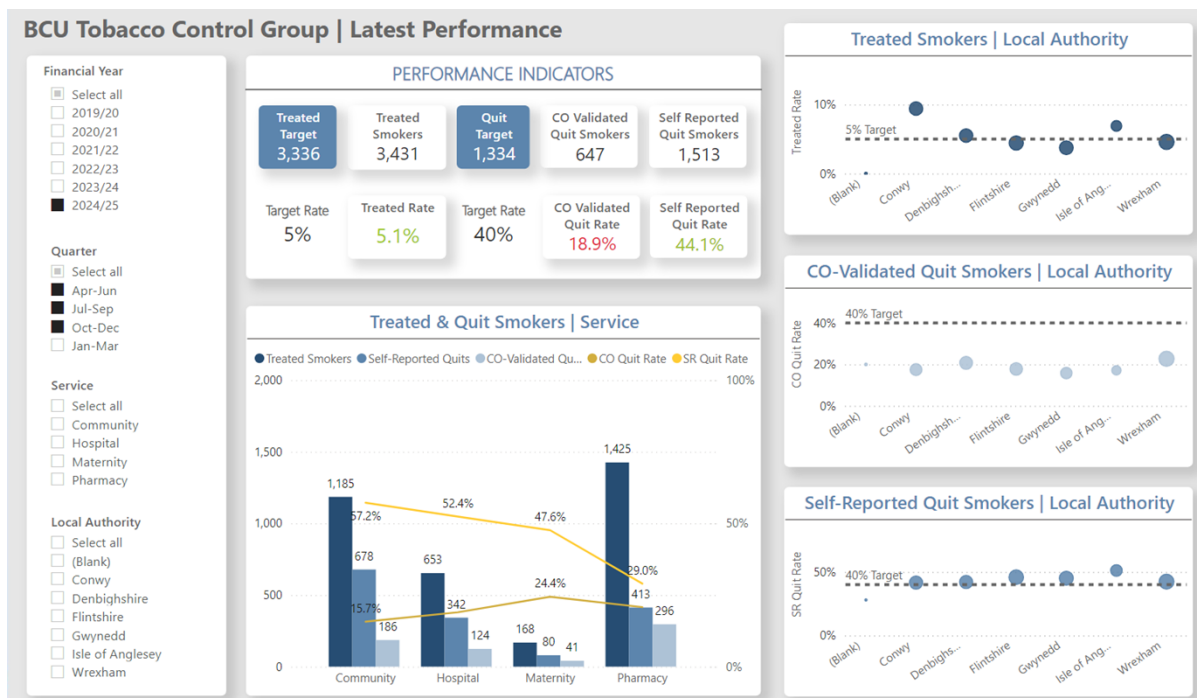 BCU Tobacco Control Group | Latest Performance
Financial Year
Select all
2019/20
2020/21
2021/22
2022/23
2023/24
2024/25
Quarter
Select all
Apr-Jun
Jul-Sep
Oct-Dec
Jan-Mar
Service
Select all
Community
Hospital
Maternity
Pharmacy
Local Authority
Select all
(Blank)
Conwy
Denbighshire
Flintshire
Gwynedd
Isle of Anglesey
Wrexham
PERFORMANCE INDICATORS
Treated
Target
3,336
Treated
Smokers
3,431
Quit
Target
1,334
CO Validated
Quit Smokers
647
Self Reported
Quit Smokers
1,513
Target Rate
5%
Treated Rate
5.1%
Target Rate
40%
CO Validated
Quit Rate
18.9%
Self Reported
Quit Rate
44.1%
Treated & Quit Smokers | Service
Treated Smokers Self-Reported Quits CO-Validated Qu... CO Quit Rate SR Quit Rate
2,000
1,500
1,000
500
0
100%
50%
0%
1,185
678
186
57.2%
15.7%
653
342
124
52.4%
168
80
41
47.6%
24.4%
1,425
413
296
29.0%
Community Hospital Maternity Pharmacy
Treated Smokers | Local Authority
Treated Rate
10%
5% Target
0%
(Blank) Conwy Denbighsh... Flintshire Gwynedd Isle of Ang... Wrexham
CO-Validated Quit Smokers | Local Authority
CO Quit Rate
40% Target
40%
20%
0%
(Blank) Conwy Denbighsh... Flintshire Gwynedd Isle of Ang... Wrexham
Self-Reported Quit Smokers | Local Authority
SR Quit Rate
50%
40% Target
0%
(Blank) Conwy Denbighsh... Flintshire Gwynedd Isle of Ang... Wrexham